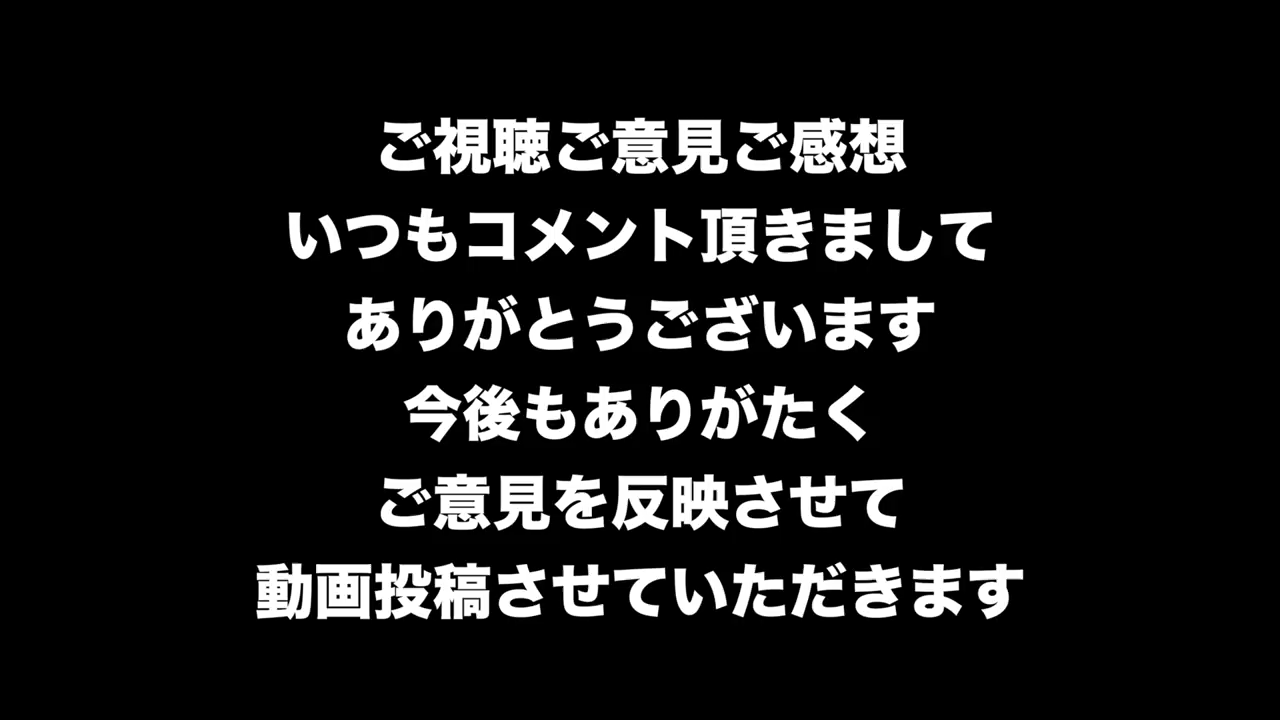 ご視聴ご意見ご感想
いつもコメント頂きまして
ありがとうございます
今後もありがたく
ご意見を反映させて
動画投稿させていただきます